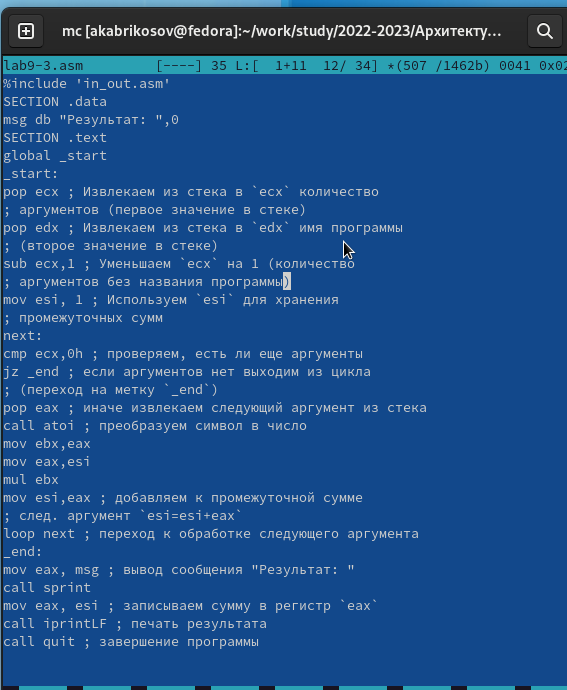 mc [akabrikosov@fedora]:~/work/study/2022-2023/Архитекту…
lab9-3.asm [----] 35 L:[ 1+11 12/ 34] *(507 /1462b) 0041 0x02
%include 'in_out.asm'
SECTION .data
msg db "Результат: ",0
SECTION .text
global _start
_start:
pop ecx ; Извлекаем из стека в `ecx` количество
; аргументов (первое значение в стеке)
pop edx ; Извлекаем из стека в `edx` имя программы
; (второе значение в стеке)
sub ecx,1 ; Уменьшаем `ecx` на 1 (количество
; аргументов без названия программы)
mov esi, 1 ; Используем `esi` для хранения
; промежуточных сумм
next:
cmp ecx,0h ; проверяем, есть ли еще аргументы
jz _end ; если аргументов нет выходим из цикла
; (переход на метку `_end`)
pop eax ; иначе извлекаем следующий аргумент из стека
call atoi ; преобразуем символ в число
mov ebx,eax
mov eax,esi
mul ebx
mov esi,eax ; добавляем к промежуточной сумме
; след. аргумент `esi=esi+eax`
loop next ; переход к обработке следующего аргумента
_end:
mov eax, msg ; вывод сообщения "Результат: "
call sprint
mov eax, esi ; записываем сумму в регистр `eax`
call iprintLF ; печать результата
call quit ; завершение программы